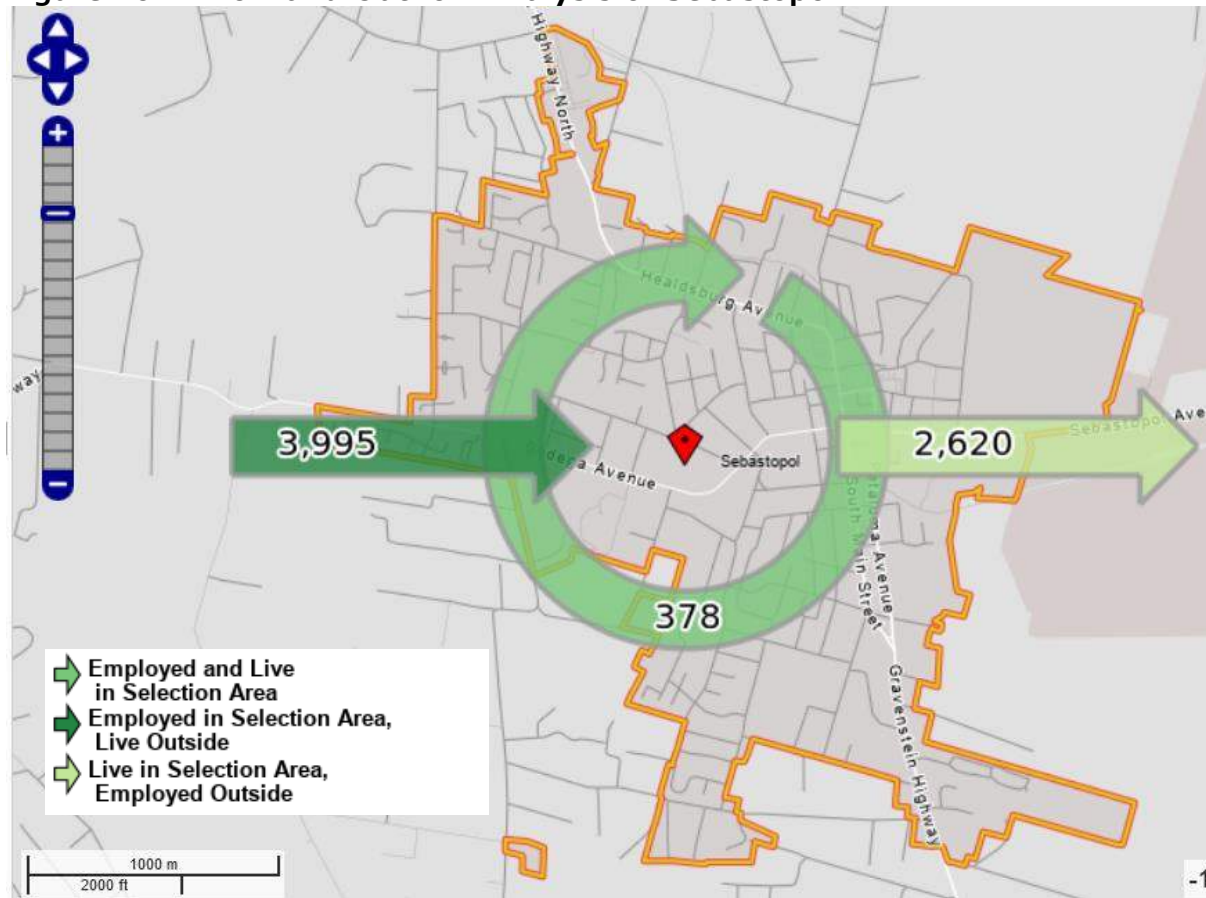 Highway North
Healdsburg Avenue
way
3,995
2,620
Sebastopol Ave
Sebastopol
Avenue
Petaluma Avenue
South Main Street
378
Gravenstein Highway
Employed and Live
in Selection Area
Employed in Selection Area,
Live Outside
Live in Selection Area,
Employed Outside
1000 m
2000 ft
-1